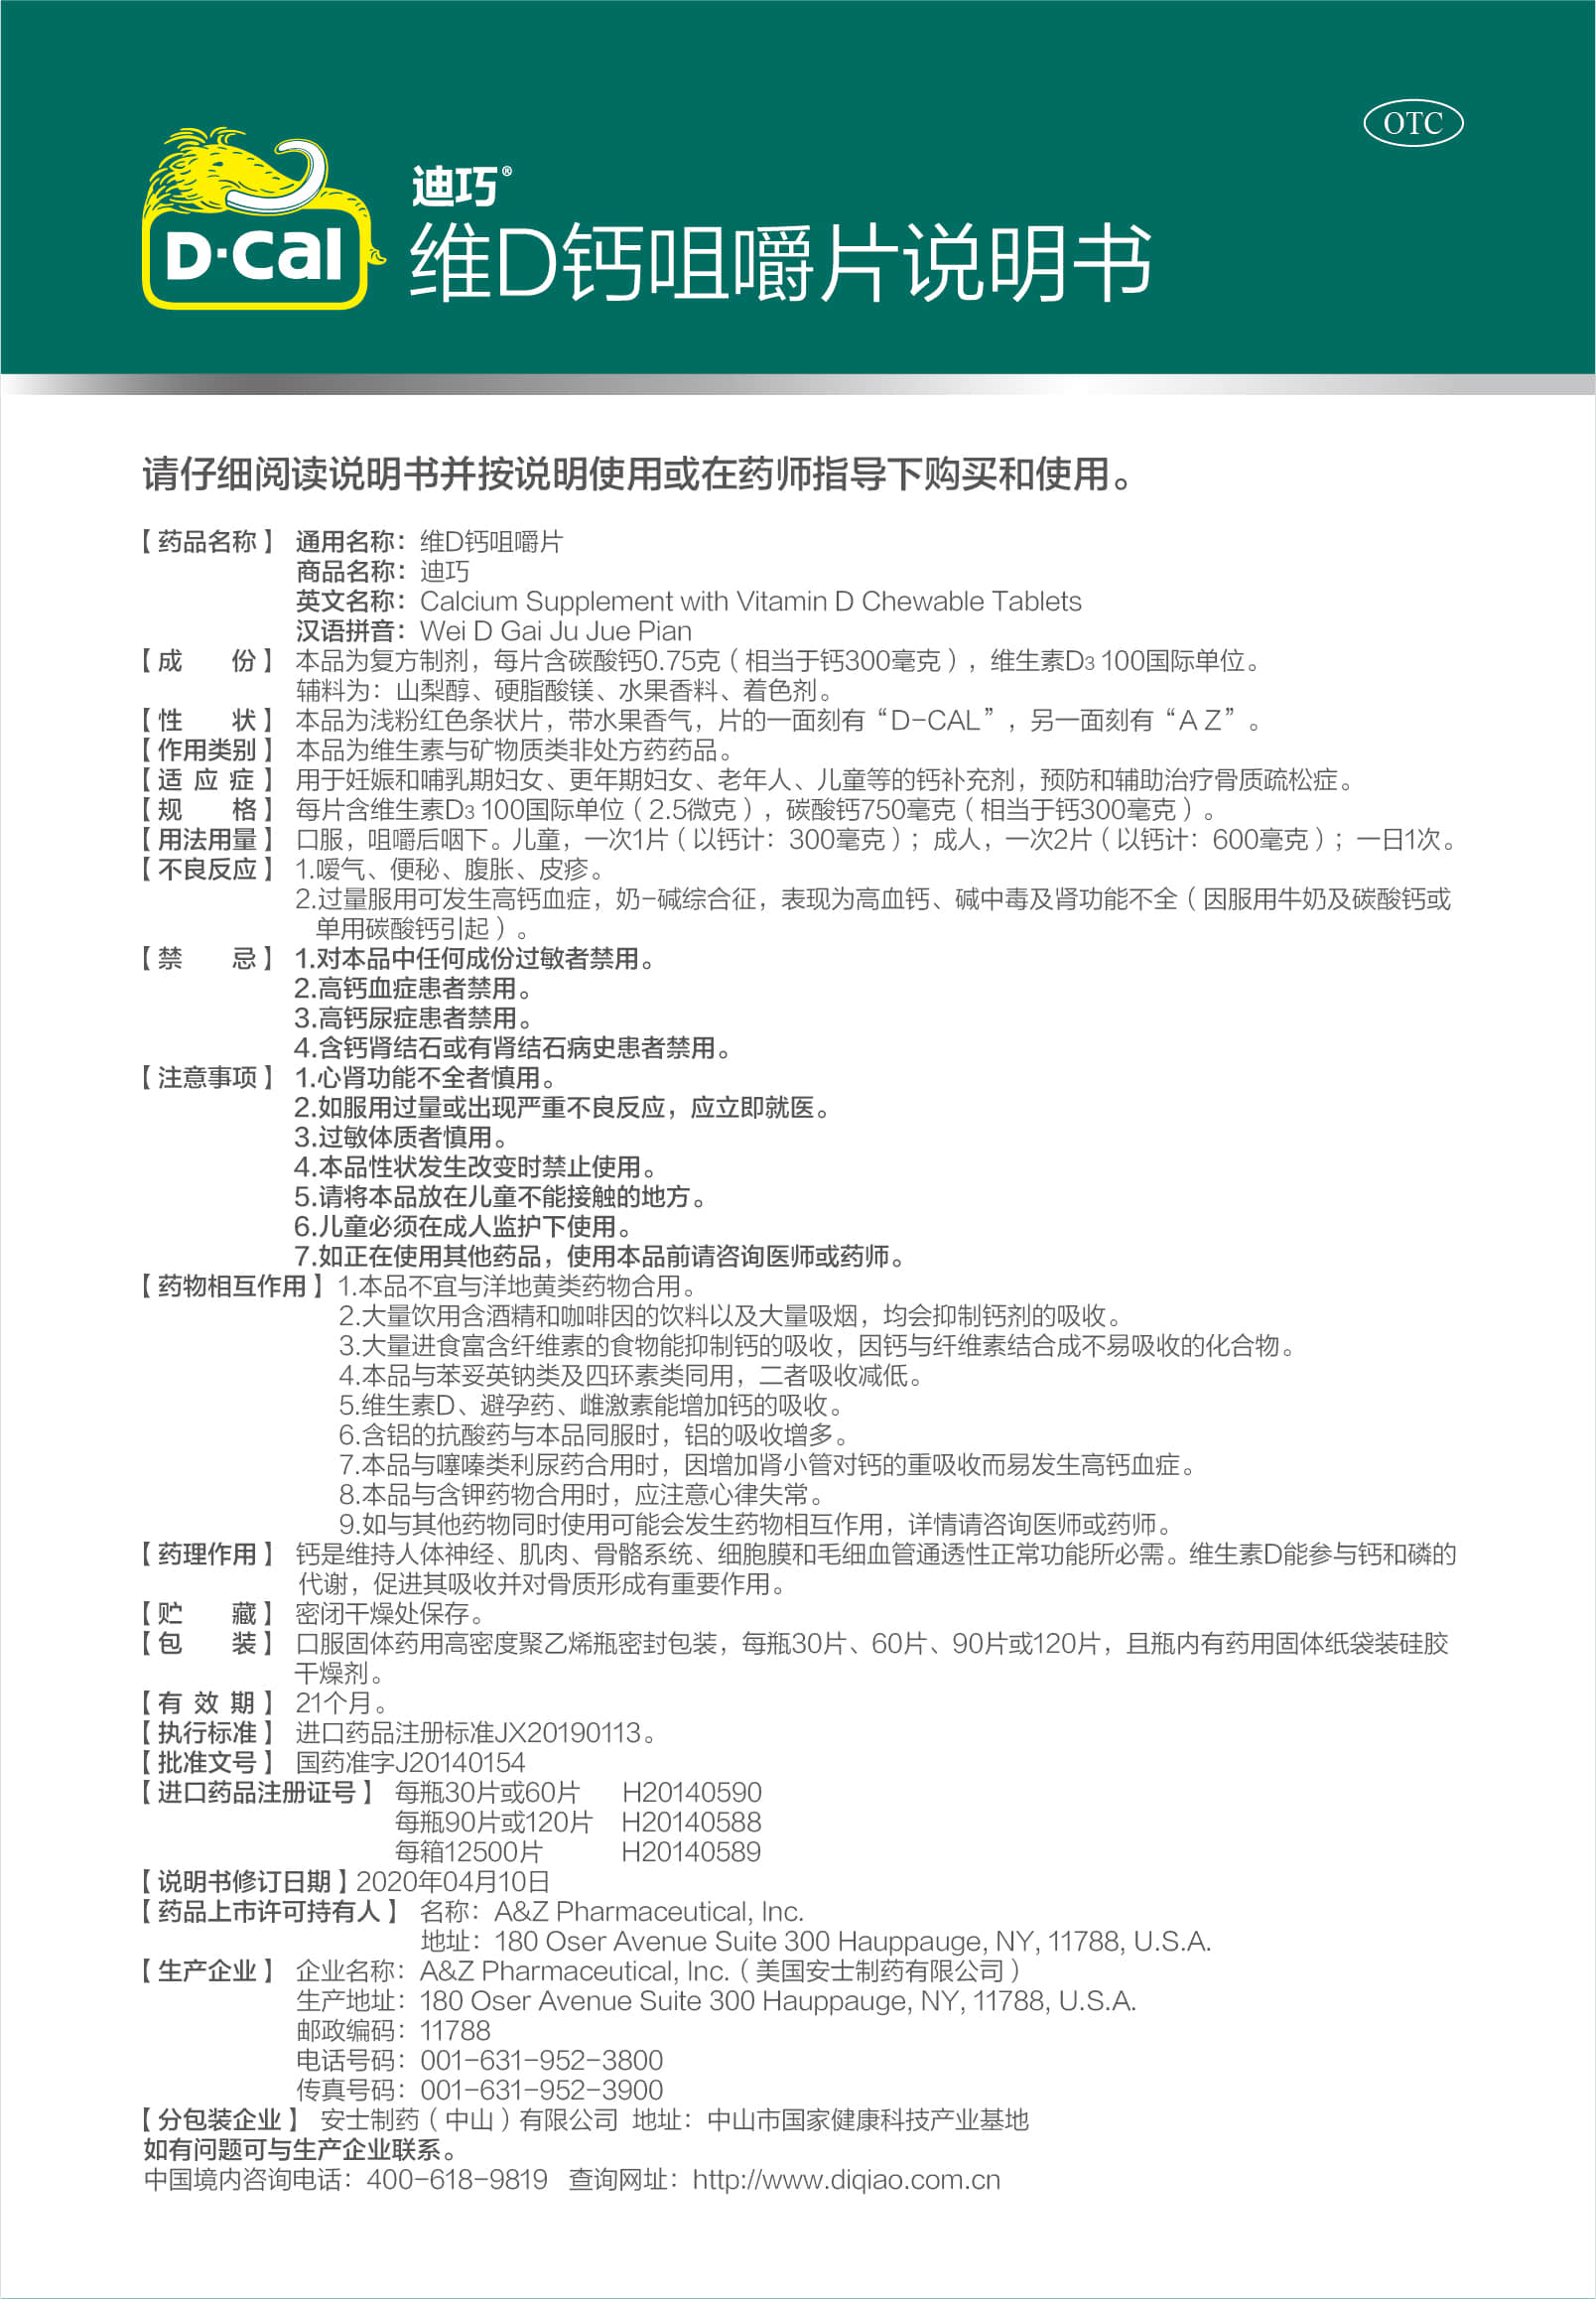 OTC
迪巧®
D·Cal
维D钙咀嚼片说明书
请仔细阅读说明书并按说明使用或在药师指导下购买和使用。
【药品名称】 通用名称：维D钙咀嚼片
商品名称：迪巧
英文名称：Calcium Supplement with Vitamin D Chewable Tablets
汉语拼音：Wei D Gai Ju Jue Pian
【成 份】 本品为复方制剂，每片含碳酸钙0.75克（相当于钙300毫克），维生素D3 100国际单位。
辅料为：山梨醇、硬脂酸镁、水果香料、着色剂。
【性 状】 本品为浅粉红色条状片，带水果香气，片的一面刻有“D-CAL”，另一面刻有“A Z”。
【作用类别】 本品为维生素与矿物质类非处方药药品。
【适 应 症】 用于妊娠和哺乳期妇女、更年期妇女、老年人、儿童等的钙补充剂，预防和辅助治疗骨质疏松症。
【规 格】 每片含维生素D3 100国际单位（2.5微克），碳酸钙750毫克（相当于钙300毫克）。
【用法用量】 口服，咀嚼后咽下。儿童，一次1片（以钙计：300毫克）；成人，一次2片（以钙计：600毫克）；一日1次。
【不良反应】 1.嗳气、便秘、腹胀、皮疹。
2.过量服用可发生高钙血症，奶-碱综合征，表现为高血钙、碱中毒及肾功能不全（因服用牛奶及碳酸钙或
单用碳酸钙引起）。
【禁 忌】 1.对本品中任何成份过敏者禁用。
2.高钙血症患者禁用。
3.高钙尿症患者禁用。
4.含钙肾结石或有肾结石病史患者禁用。
【注意事项】 1.心肾功能不全者慎用。
2.如服用过量或出现严重不良反应，应立即就医。
3.过敏体质者慎用。
4.本品性状发生改变时禁止使用。
5.请将本品放在儿童不能接触的地方。
6.儿童必须在成人监护下使用。
7.如正在使用其他药品，使用本品前请咨询医师或药师。
【药物相互作用】 1.本品不宜与洋地黄类药物合用。
2.大量饮用含酒精和咖啡因的饮料以及大量吸烟，均会抑制钙剂的吸收。
3.大量进食富含纤维素的食物能抑制钙的吸收，因钙与纤维素结合成不易吸收的化合物。
4.本品与苯妥英钠类及四环素类同用，二者吸收减低。
5.维生素D、避孕药、雌激素能增加钙的吸收。
6.含铝的抗酸药与本品同服时，铝的吸收增多。
7.本品与噻嗪类利尿药合用时，因增加肾小管对钙的重吸收而易发生高钙血症。
8.本品与含钾药物合用时，应注意心律失常。
9.如与其他药物同时使用可能会发生药物相互作用，详情请咨询医师或药师。
【药理作用】 钙是维持人体神经、肌肉、骨骼系统、细胞膜和毛细血管通透性正常功能所必需。维生素D能参与钙和磷的
代谢，促进其吸收并对骨质形成有重要作用。
【贮 藏】 密闭干燥处保存。
【包 装】 口服固体药用高密度聚乙烯瓶密封包装，每瓶30片、60片、90片或120片，且瓶内有药用固体纸袋装硅胶
干燥剂。
【有 效 期】 21个月。
【执行标准】 进口药品注册标准JX20190113。
【批准文号】 国药准字J20140154
【进口药品注册证号】 每瓶30片或60片 H20140590
每瓶90片或120片 H20140588
每箱12500片 H20140589
【说明书修订日期】2020年04月10日
【药品上市许可持有人】 名称：A&Z Pharmaceutical, Inc.
地址：180 Oser Avenue Suite 300 Hauppauge, NY, 11788, U.S.A.
【生产企业】 企业名称：A&Z Pharmaceutical, Inc.（美国安士制药有限公司）
生产地址：180 Oser Avenue Suite 300 Hauppauge, NY, 11788, U.S.A.
邮政编码：11788
电话号码：001-631-952-3800
传真号码：001-631-952-3900
【分包装企业】 安士制药（中山）有限公司 地址：中山市国家健康科技产业基地
如有问题可与生产企业联系。
中国境内咨询电话：400-618-9819 查询网址：http://www.diqiao.com.cn